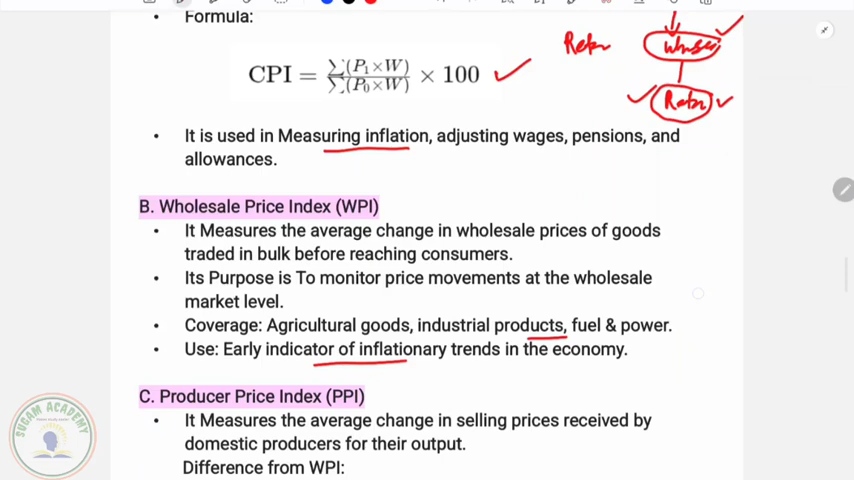 Formula:
CPI = ∑(P₁×W) / ∑(P₀×W) × 100
It is used in Measuring inflation, adjusting wages, pensions, and
allowances.
B. Wholesale Price Index (WPI)
It Measures the average change in wholesale prices of goods
traded in bulk before reaching consumers.
Its Purpose is To monitor price movements at the wholesale
market level.
Coverage: Agricultural goods, industrial products, fuel & power.
Use: Early indicator of inflationary trends in the economy.
C. Producer Price Index (PPI)
It Measures the average change in selling prices received by
domestic producers for their output.
Difference from WPI:
SUGAM ACADEMY